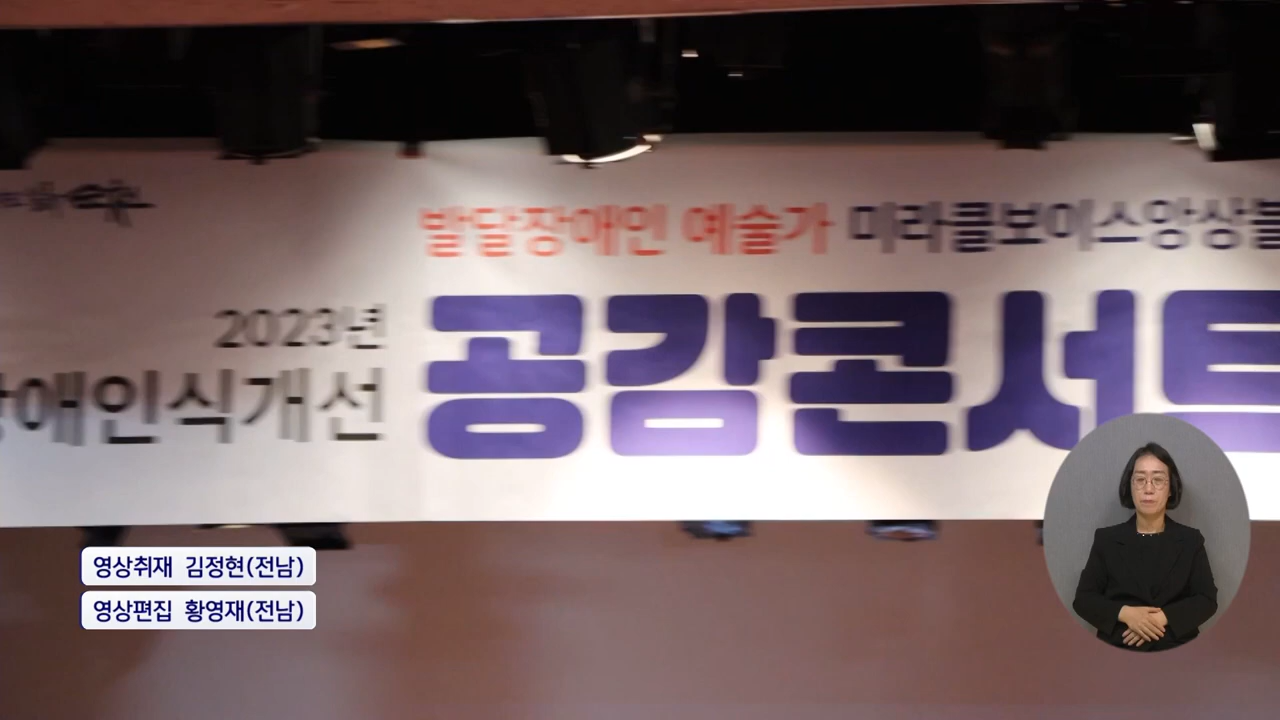 발달장애인 예술가 미라클보이스앙상블
2023년
장애인식개선
공감콘서트
영상취재 김정현(전남)
영상편집 황영재(전남)